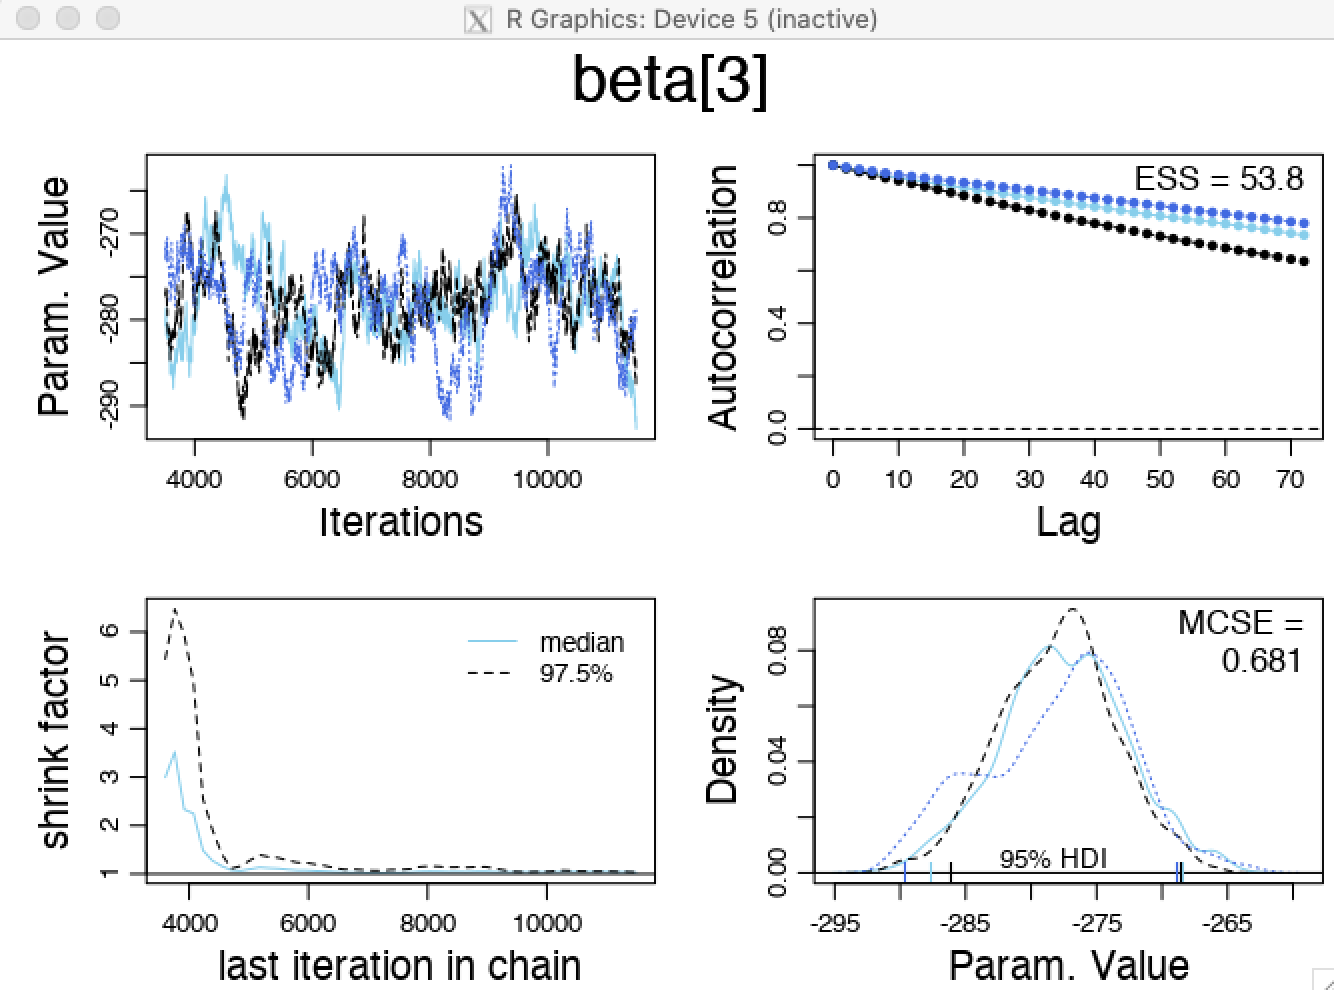 R Graphics: Device 5 (inactive)
beta[3]
Param. Value
-270
-280
-290
4000 6000 8000 10000
Iterations
Autocorrelation
0.8
0.4
0.0
ESS = 53.8
0 10 20 30 40 50 60 70
Lag
shrink factor
6
5
4
3
2
1
median
97.5%
4000 6000 8000 10000
last iteration in chain
Density
0.08
0.04
0.00
MCSE =
0.681
95% HDI
-295 -285 -275 -265
Param. Value